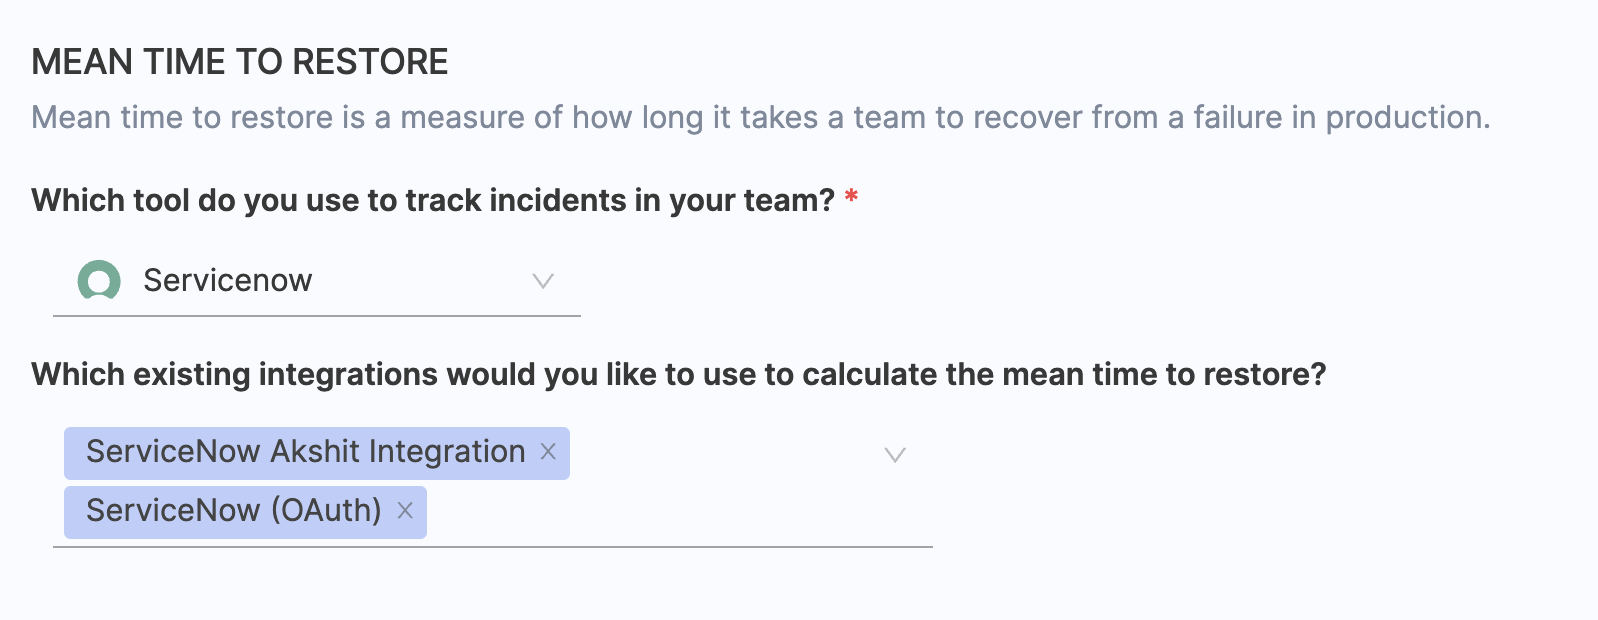 MEAN TIME TO RESTORE
Mean time to restore is a measure of how long it takes a team to recover from a failure in production.
Which tool do you use to track incidents in your team? *
Servicenow
Which existing integrations would you like to use to calculate the mean time to restore?
ServiceNow Akshit Integration
ServiceNow (OAuth)